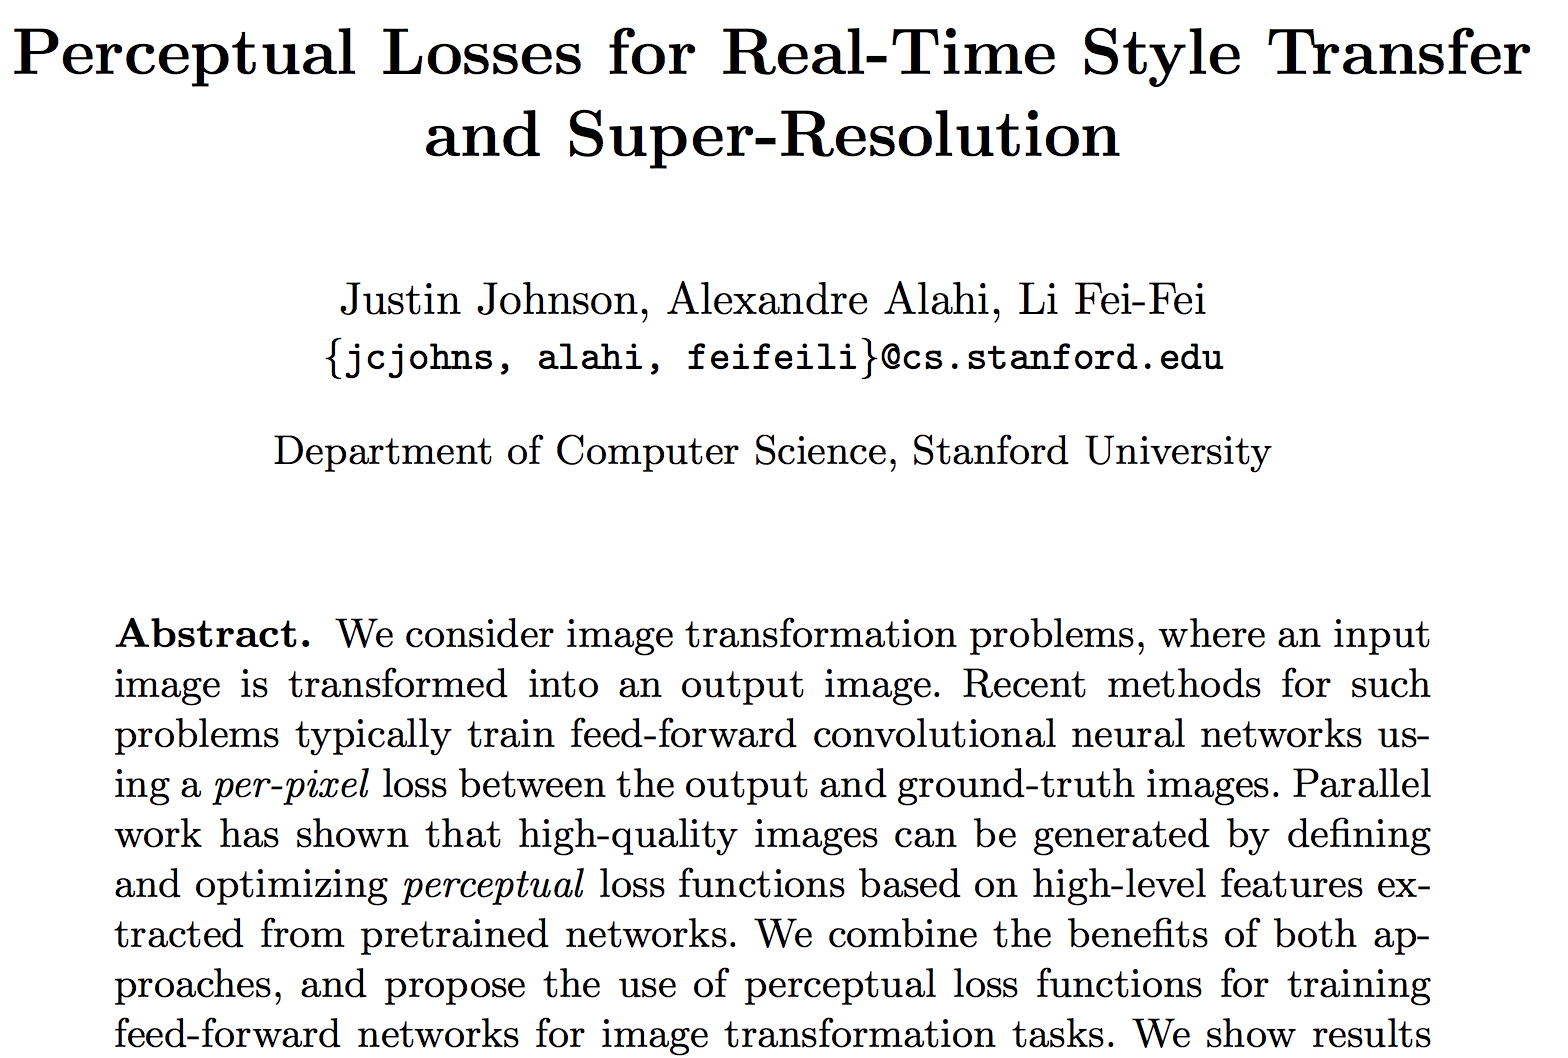 Perceptual Losses for Real-Time Style Transfer
and Super-Resolution
Justin Johnson, Alexandre Alahi, Li Fei-Fei
{jcjohns, alahi, feifeili}@cs.stanford.edu
Department of Computer Science, Stanford University
Abstract. We consider image transformation problems, where an input
image is transformed into an output image. Recent methods for such
problems typically train feed-forward convolutional neural networks us-
ing a per-pixel loss between the output and ground-truth images. Parallel
work has shown that high-quality images can be generated by defining
and optimizing perceptual loss functions based on high-level features ex-
tracted from pretrained networks. We combine the benefits of both ap-
proaches, and propose the use of perceptual loss functions for training
feed-forward networks for image transformation tasks. We show results